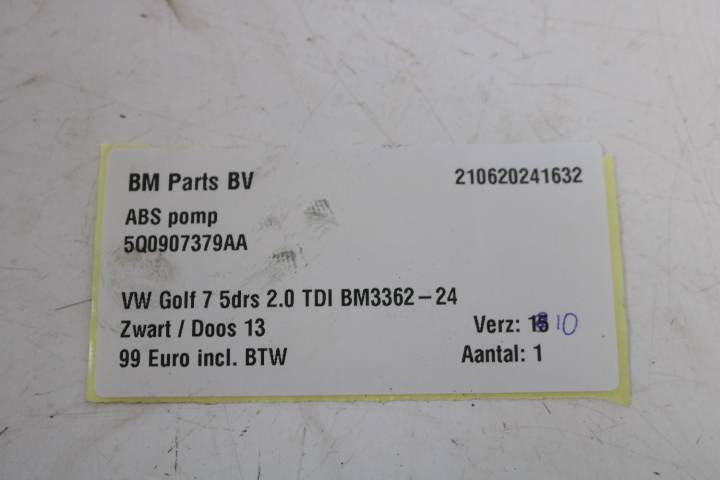 BM Parts BV 210620241632
ABS pomp
5Q0907379AA
VW Golf 7 5drs 2.0 TDI BM3362-24
Zwart / Doos 13 Verz: 10
99 Euro incl. BTW Aantal: 1